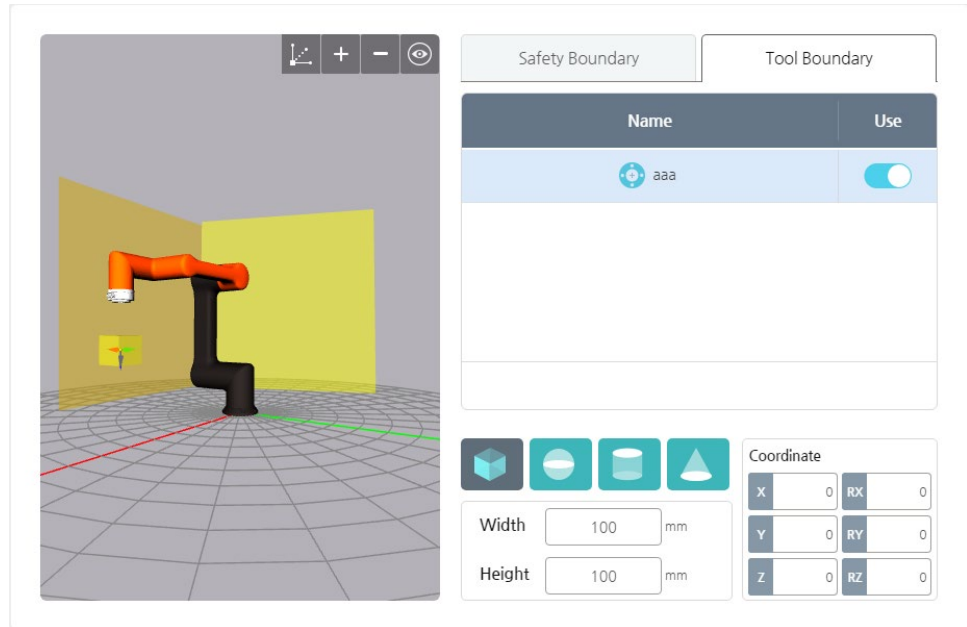 Safety Boundary
Tool Boundary
Name
Use
aaa
Width
100
mm
Height
100
mm
Coordinate
X
0
RX
0
Y
0
RY
0
Z
0
RZ
0